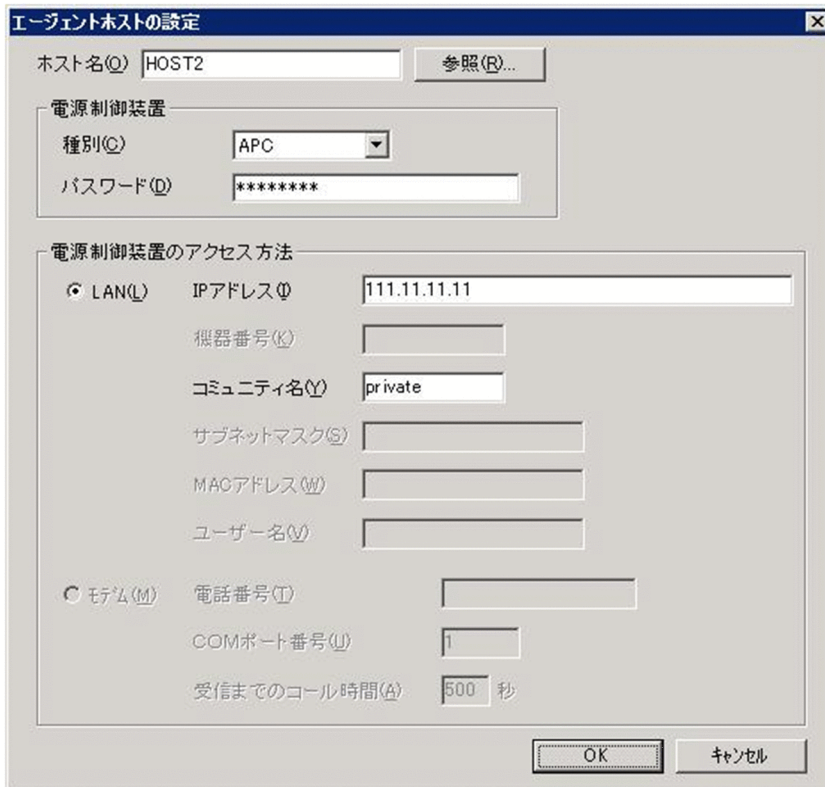 エージェントホストの設定
ホスト名(O) HOST2 参照(R)...
電源制御装置
種別(C) APC
パスワード(D) ********
電源制御装置のアクセス方法
LAN(L) IPアドレス(I) 111.11.11.11
機器番号(K)
コミュニティ名(Y) private
サブネットマスク(S)
MACアドレス(W)
ユーザー名(V)
モデム(M) 電話番号(T)
COMポート番号(U) 1
受信までのコール時間(A) 500 秒
OK キャンセル